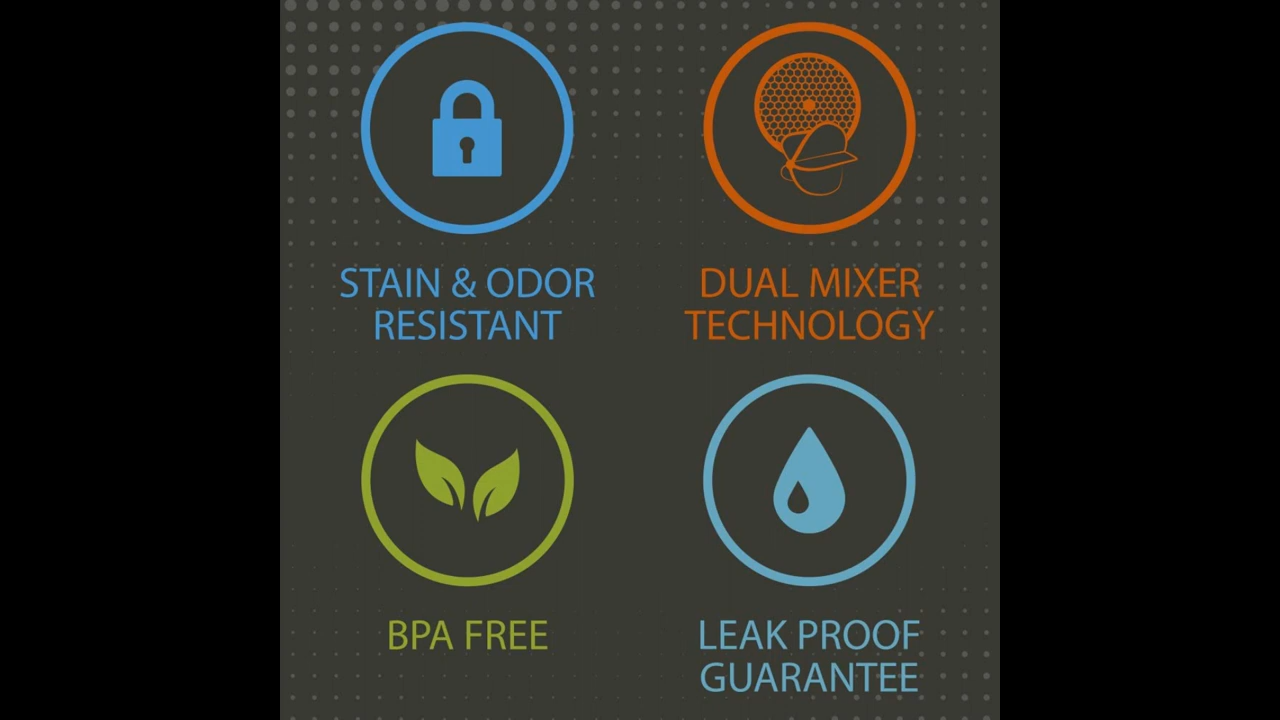 STAIN & ODOR
RESISTANT
DUAL MIXER
TECHNOLOGY
BPA FREE
LEAK PROOF
GUARANTEE